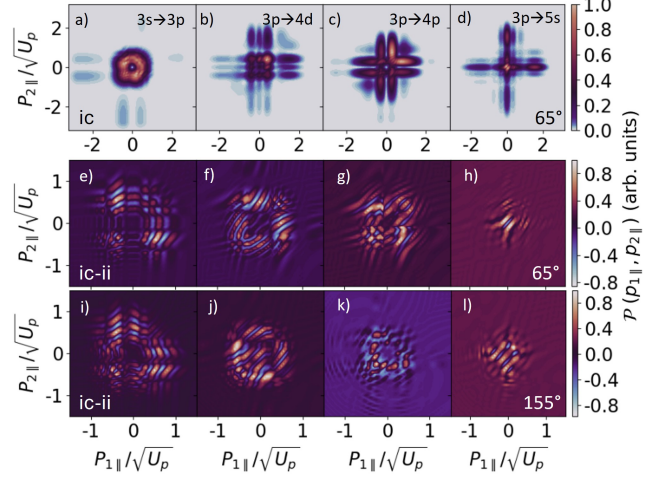 a) 3s→3p b) 3p→4d c) 3p→4p d) 3p→5s
P2∥/√Up
2
0
-2
ic
65°
-2 0 2 -2 0 2 -2 0 2 -2 0 2
1.0
0.8
0.6
0.4
0.2
0.0
e) f) g) h)
P2∥/√Up
1
0
-1
ic-ii
65°
i) j) k) l)
P2∥/√Up
1
0
-1
ic-ii
155°
0.8
0.4
0.0
-0.4
-0.8
0.8
0.4
0.0
-0.4
-0.8
𝒫 (p1∥, p2∥) (arb. units)
-1 0 1 -1 0 1 -1 0 1 -1 0 1
P1∥/√Up P1∥/√Up P1∥/√Up P1∥/√Up